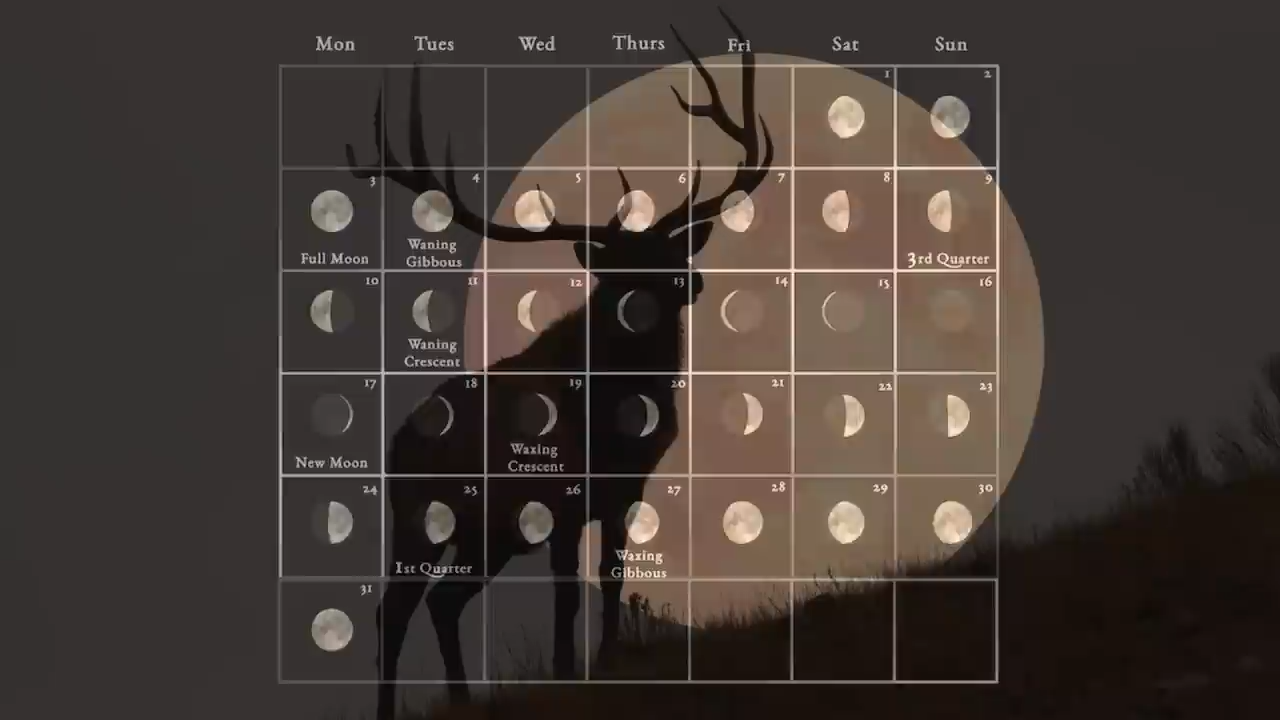 Mon Tues Wed Thurs Fri Sat Sun
1 2
3 4 5 6 7 8 9
Full Moon
Waning
Gibbous
3rd Quarter
10 11 12 13 14 15 16
Waning
Crescent
17 18 19 20 21 22 23
New Moon
Waxing
Crescent
24 25 26 27 28 29 30
1st Quarter
Waxing
Gibbous
31